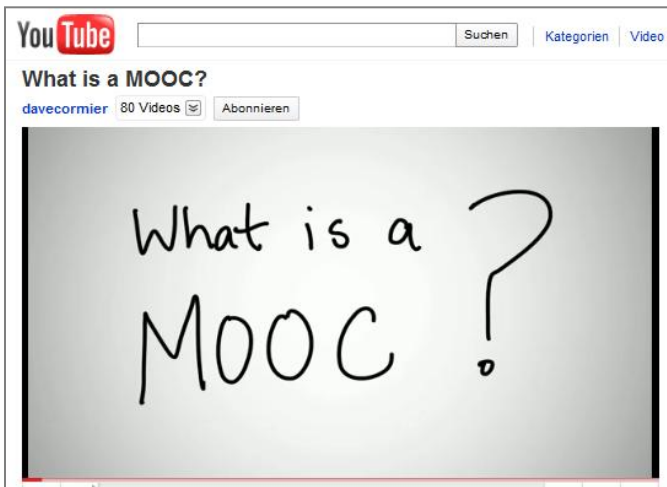 YouTube Suchen Kategorien Video
What is a MOOC?
davecormier 80 Videos Abonnieren
What is a ?
MOOC